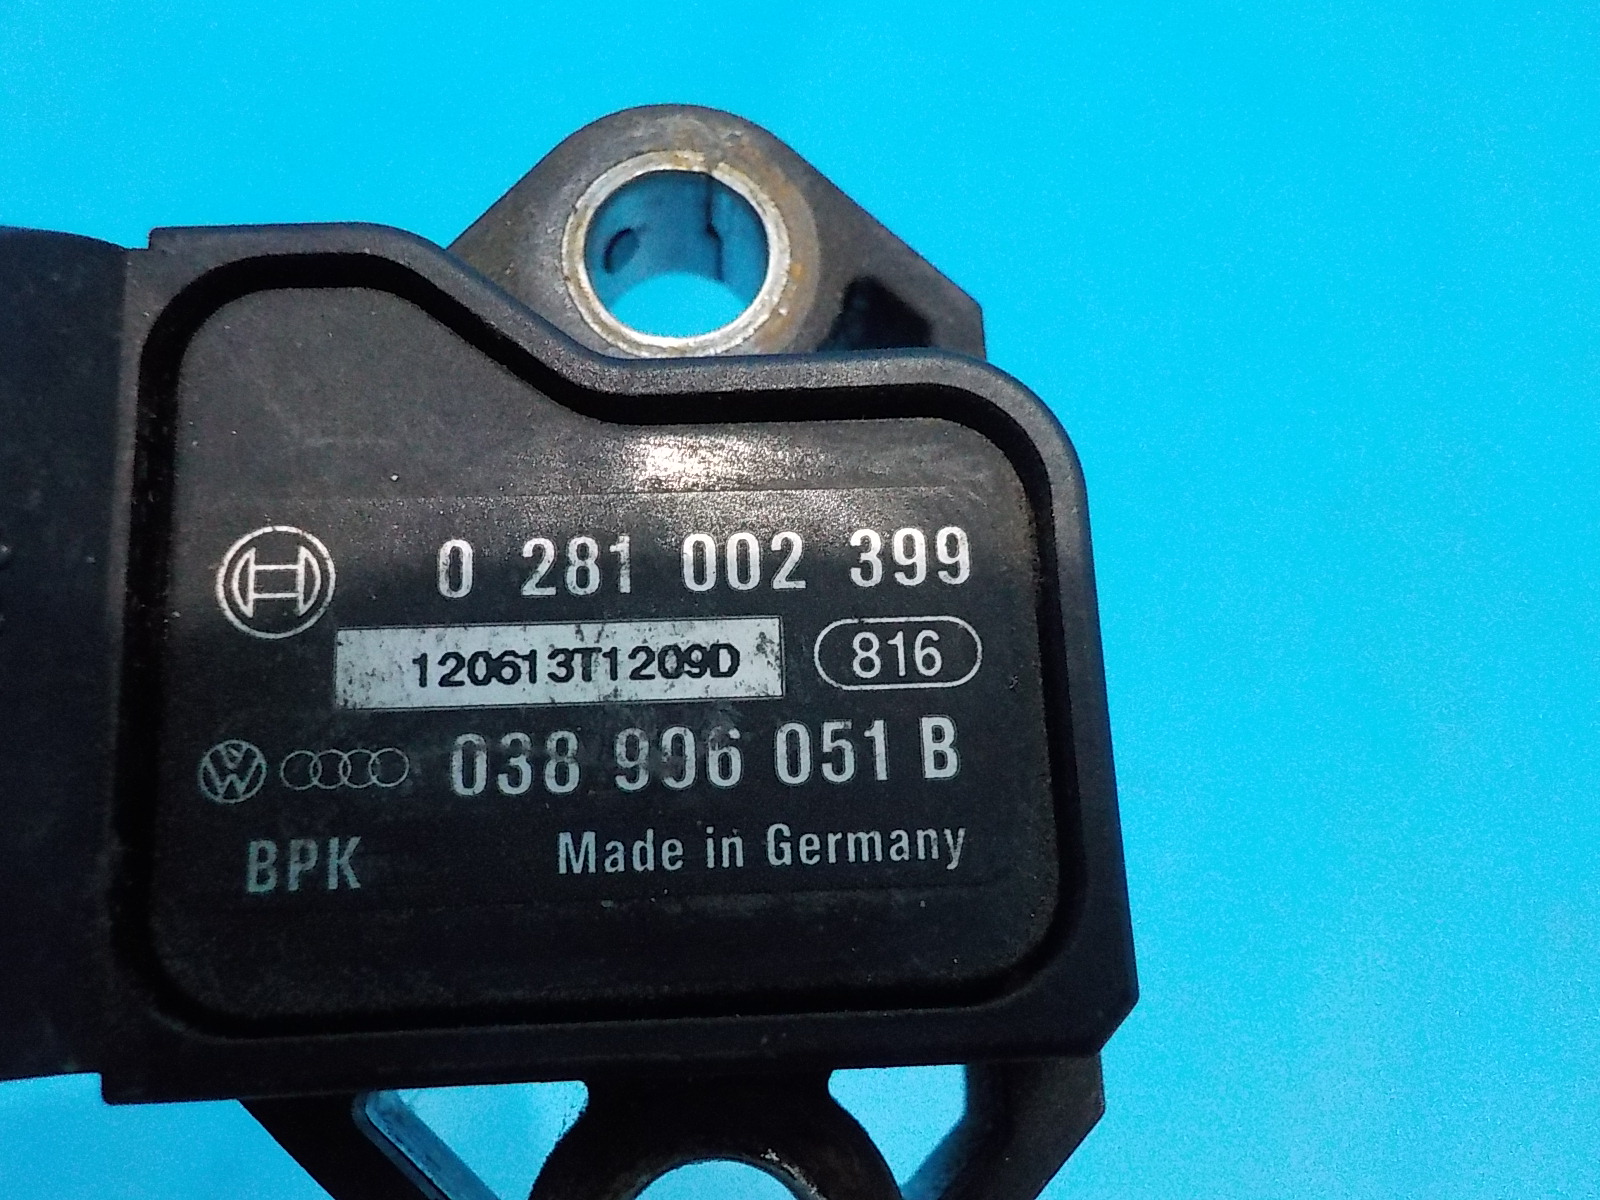 0 281 002 399
120613T1209D 816
038 906 051 B
BPK Made in Germany